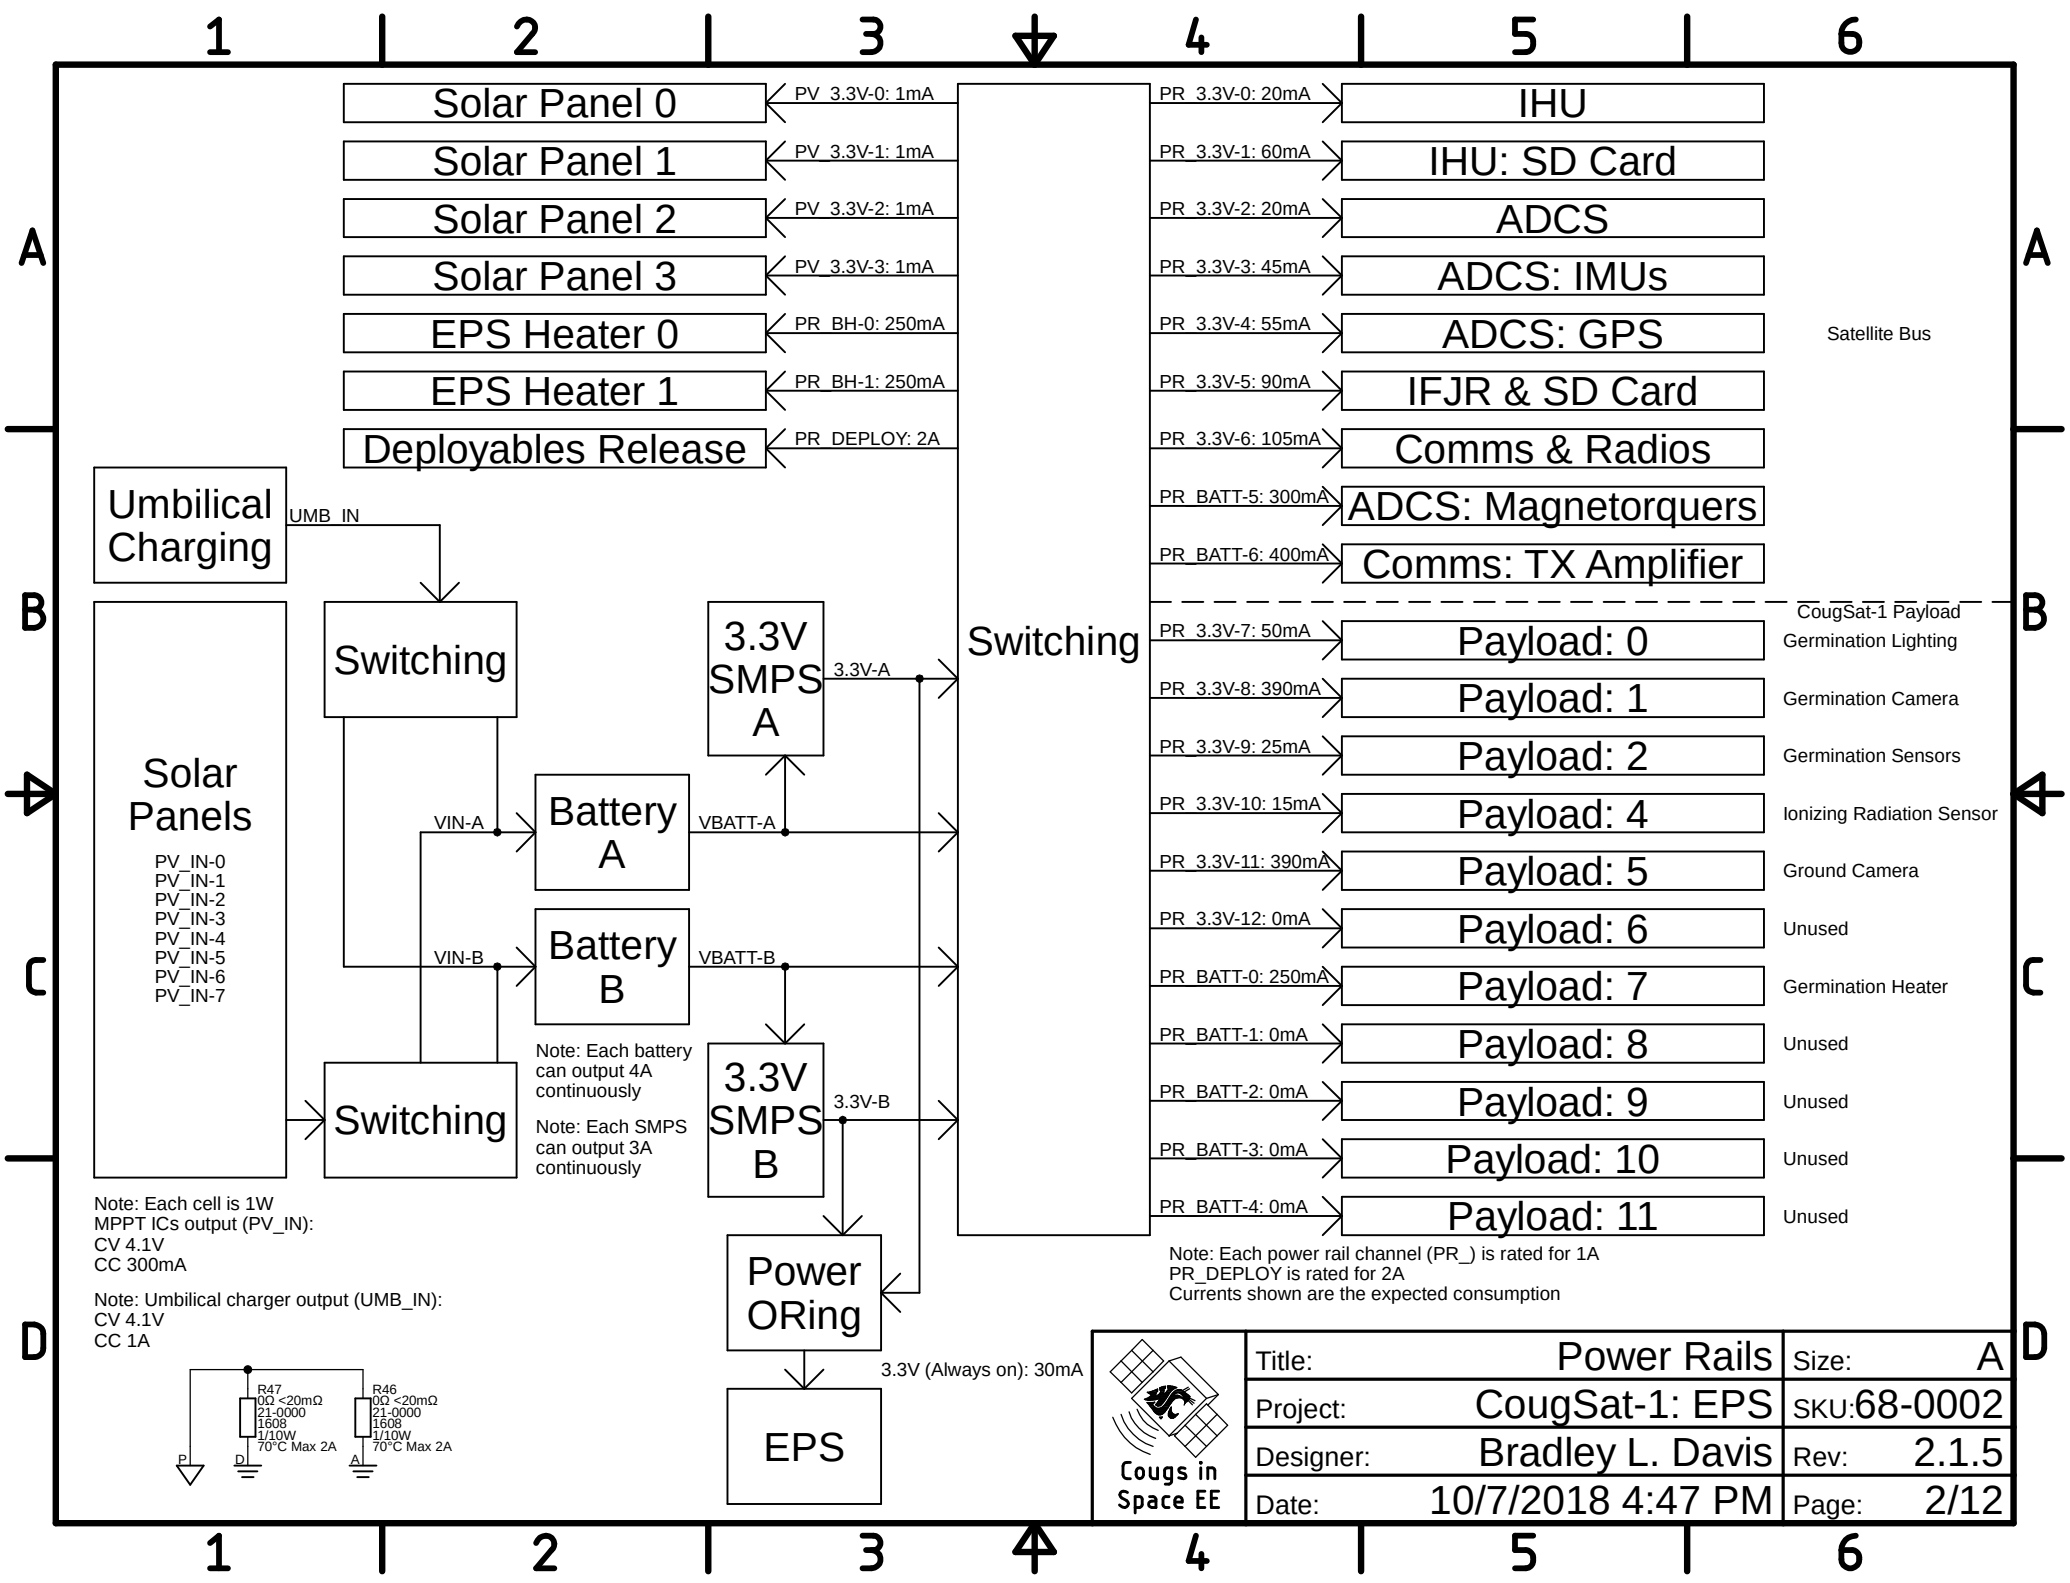 1 2 3 4 5 6
A
A
B
B
C
C
D
D
Solar Panel 0
PV_3.3V-0: 1mA
Solar Panel 1
PV_3.3V-1: 1mA
Solar Panel 2
PV_3.3V-2: 1mA
Solar Panel 3
PV_3.3V-3: 1mA
EPS Heater 0
PR_BH-0: 250mA
EPS Heater 1
PR_BH-1: 250mA
Deployables Release
PR_DEPLOY: 2A
Umbilical
Charging
UMB_IN
Switching
Solar
Panels
PV_IN-0
PV_IN-1
PV_IN-2
PV_IN-3
PV_IN-4
PV_IN-5
PV_IN-6
PV_IN-7
Switching
VIN-A
Battery
A
VBATT-A
VIN-B
Battery
B
VBATT-B
3.3V
SMPS
A
3.3V-A
3.3V
SMPS
B
3.3V-B
Note: Each battery
can output 4A
continuously
Note: Each SMPS
can output 3A
continuously
Power
ORing
3.3V (Always on): 30mA
EPS
Note: Each cell is 1W
MPPT ICs output (PV_IN):
CV 4.1V
CC 300mA
Note: Umbilical charger output (UMB_IN):
CV 4.1V
CC 1A
R47
0Ω <20mΩ
21-0000
1608
1/10W
70°C Max 2A
R46
0Ω <20mΩ
21-0000
1608
1/10W
70°C Max 2A
P
D
A
Switching
PR_3.3V-0: 20mA
IHU
PR_3.3V-1: 60mA
IHU: SD Card
PR_3.3V-2: 20mA
ADCS
PR_3.3V-3: 45mA
ADCS: IMUs
PR_3.3V-4: 55mA
ADCS: GPS
Satellite Bus
PR_3.3V-5: 90mA
IFJR & SD Card
PR_3.3V-6: 105mA
Comms & Radios
PR_BATT-5: 300mA
ADCS: Magnetorquers
PR_BATT-6: 400mA
Comms: TX Amplifier
CougSat-1 Payload
PR_3.3V-7: 50mA
Payload: 0
Germination Lighting
PR_3.3V-8: 390mA
Payload: 1
Germination Camera
PR_3.3V-9: 25mA
Payload: 2
Germination Sensors
PR_3.3V-10: 15mA
Payload: 4
Ionizing Radiation Sensor
PR_3.3V-11: 390mA
Payload: 5
Ground Camera
PR_3.3V-12: 0mA
Payload: 6
Unused
PR_BATT-0: 250mA
Payload: 7
Germination Heater
PR_BATT-1: 0mA
Payload: 8
Unused
PR_BATT-2: 0mA
Payload: 9
Unused
PR_BATT-3: 0mA
Payload: 10
Unused
PR_BATT-4: 0mA
Payload: 11
Unused
Note: Each power rail channel (PR_) is rated for 1A
PR_DEPLOY is rated for 2A
Currents shown are the expected consumption
Cougs in
Space EE
Title: Power Rails
Size: A
Project: CougSat-1: EPS
SKU: 68-0002
Designer: Bradley L. Davis
Rev: 2.1.5
Date: 10/7/2018 4:47 PM
Page: 2/12
1 2 3 4 5 6